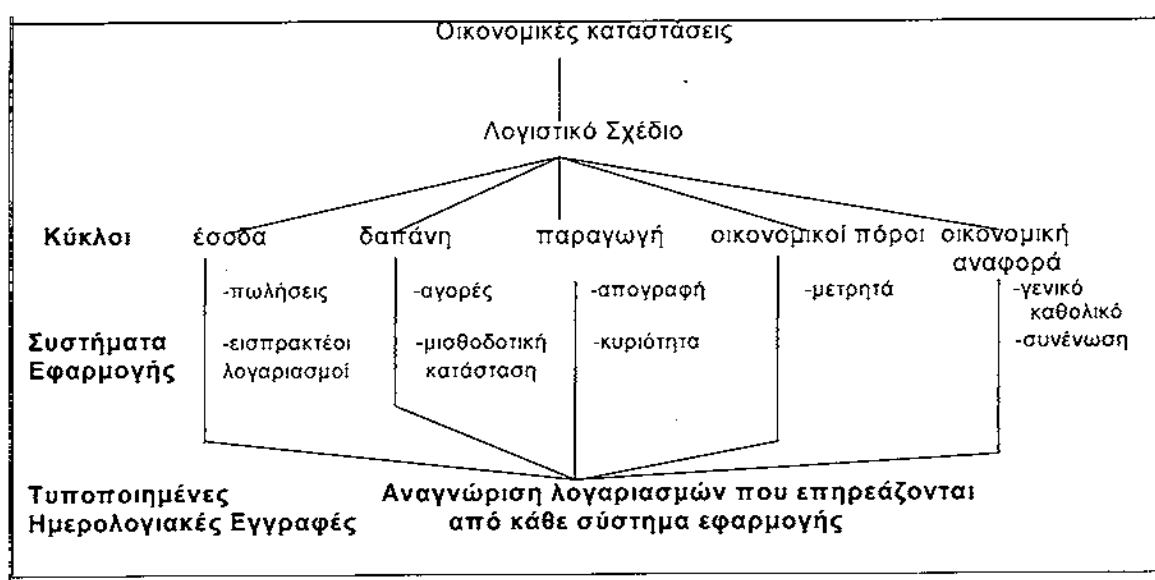 Οικονομικές καταστάσεις
Λογιστικό Σχέδιο
Κύκλοι έσοδα δαπάνη παραγωγή οικονομικοί πόροι οικονομική
αναφορά
-πωλήσεις -αγορές -απογραφή -μετρητά -γενικό
καθολικό
Συστήματα -εισπρακτέοι -μισθοδοτική -κυριότητα -συνένωση
Εφαρμογής λογαριασμοί κατάσταση
Τυποποιημένες Αναγνώριση λογαριασμών που επηρεάζονται
Ημερολογιακές Εγγραφές από κάθε σύστημα εφαρμογής